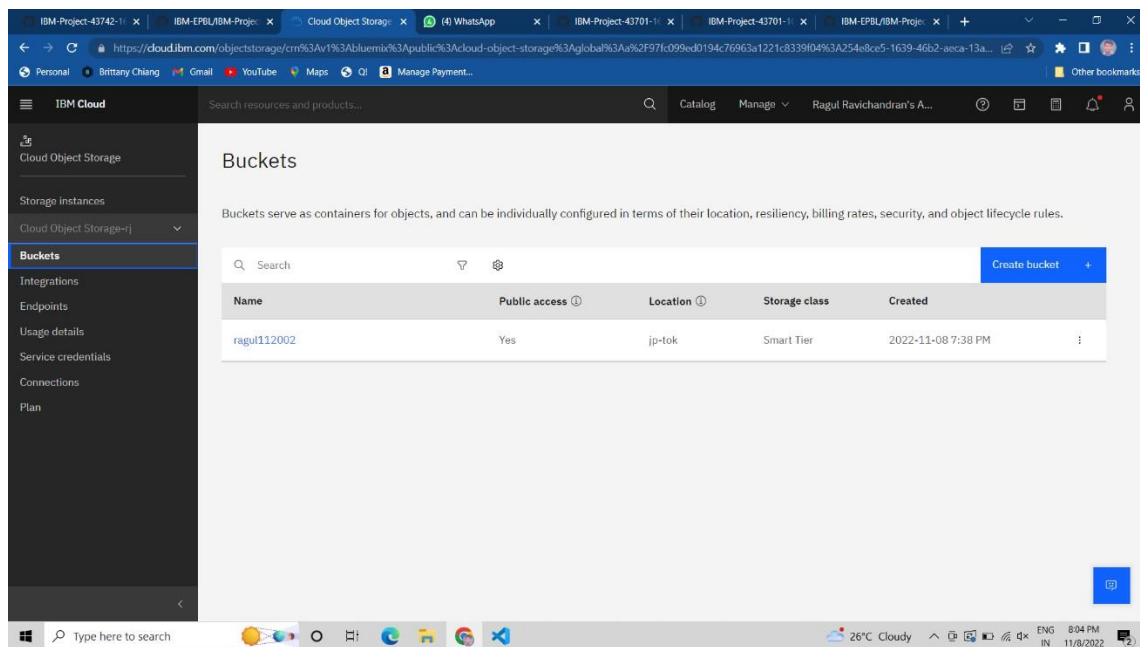 IBM-Project-43742-1 IBM-EPBL/IBM-Projec Cloud Object Storage (4) WhatsApp IBM-Project-43701-1 IBM-Project-43701-1 IBM-EPBL/IBM-Projec
https://cloud.ibm.com/objectstorage/crn%3Av1%3Abluemix%3Apublic%3Acloud-object-storage%3Aglobal%3Aa%2F97fc099ed0194c76963a1221c8339f04%3A254e8ce5-1639-46b2-aeca-13a...
Personal Brittany Chiang Gmail YouTube Maps Q! Manage Payment... Other bookmarks
IBM Cloud Search resources and products... Catalog Manage Ragul Ravichandran's A...
Cloud Object Storage
Storage instances
Cloud Object Storage-rj
Buckets
Integrations
Endpoints
Usage details
Service credentials
Connections
Plan
Buckets
Buckets serve as containers for objects, and can be individually configured in terms of their location, resiliency, billing rates, security, and object lifecycle rules.
Search Create bucket +
Name Public access Location Storage class Created
ragul112002 Yes jp-tok Smart Tier 2022-11-08 7:38 PM
Type here to search 26°C Cloudy ENG 8:04 PM
IN 11/8/2022 2